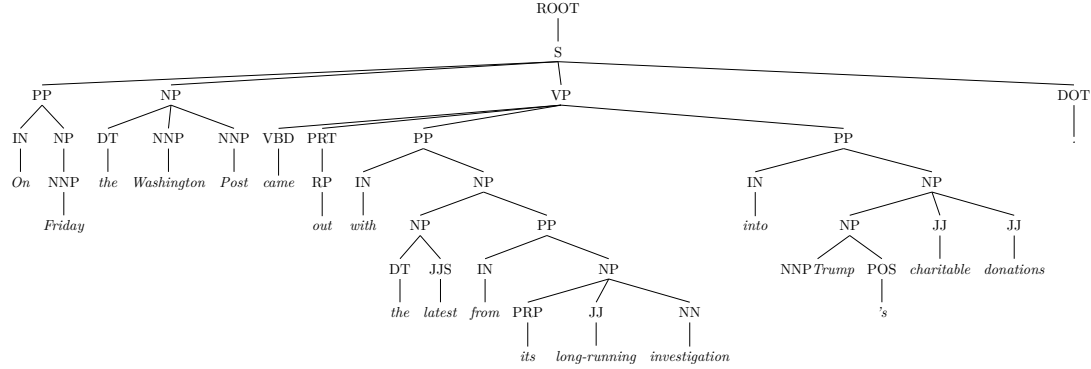 ROOT
S
PP NP VP DOT
IN NP DT NNP NNP VBD PRT PP PP .
On NNP the Washington Post came RP IN NP IN NP
Friday out with NP PP into NP JJ JJ
DT JJS IN NP NNP Trump POS charitable donations
the latest from PRP JJ NN 's
its long-running investigation